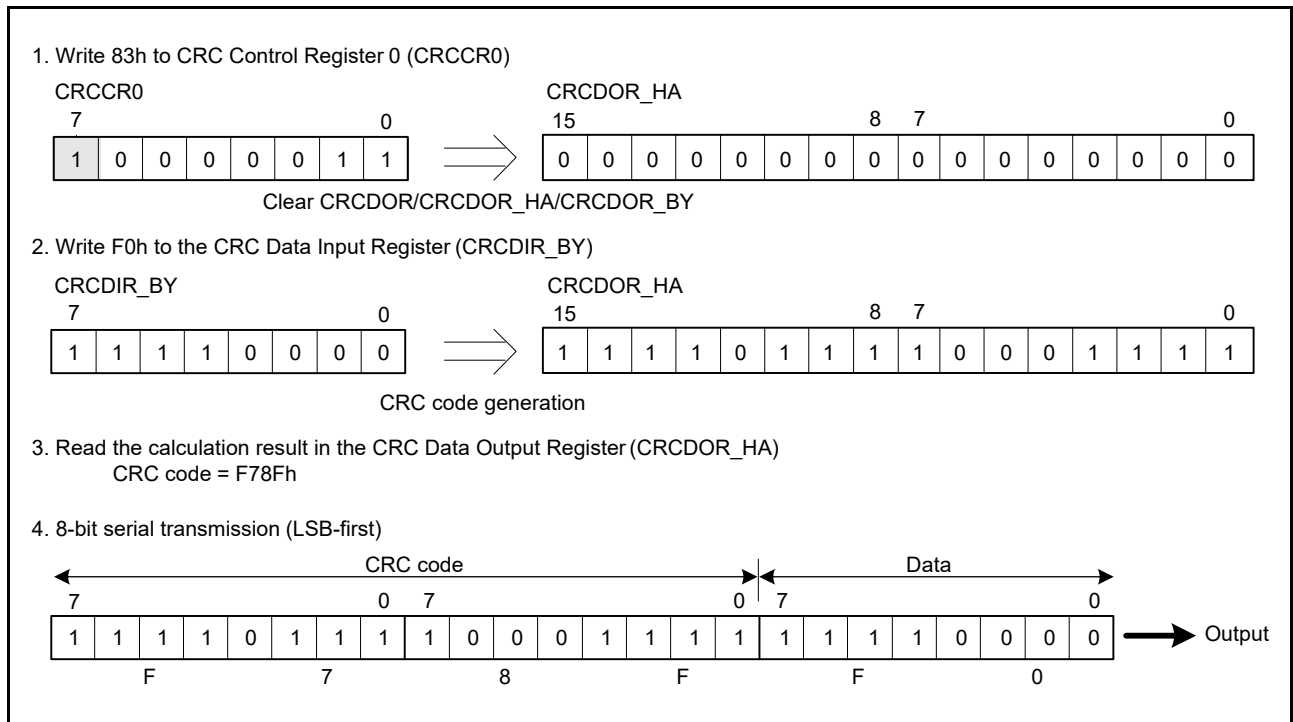 1. Write 83h to CRC Control Register 0 (CRCCR0)
CRCCR0 CRCDOR_HA
7 0 15 8 7 0
1 0 0 0 0 0 1 1 0 0 0 0 0 0 0 0 0 0 0 0 0 0 0 0
Clear CRCDOR/CRCDOR_HA/CRCDOR_BY
2. Write F0h to the CRC Data Input Register (CRCDIR_BY)
CRCDIR_BY CRCDOR_HA
7 0 15 8 7 0
1 1 1 1 0 0 0 0 1 1 1 1 0 1 1 1 1 0 0 0 1 1 1 1
CRC code generation
3. Read the calculation result in the CRC Data Output Register (CRCDOR_HA)
CRC code = F78Fh
4. 8-bit serial transmission (LSB-first)
CRC code Data
7 0 7 0 7 0
1 1 1 1 0 1 1 1 1 0 0 0 1 1 1 1 1 1 1 1 0 0 0 0 Output
F 7 8 F F 0